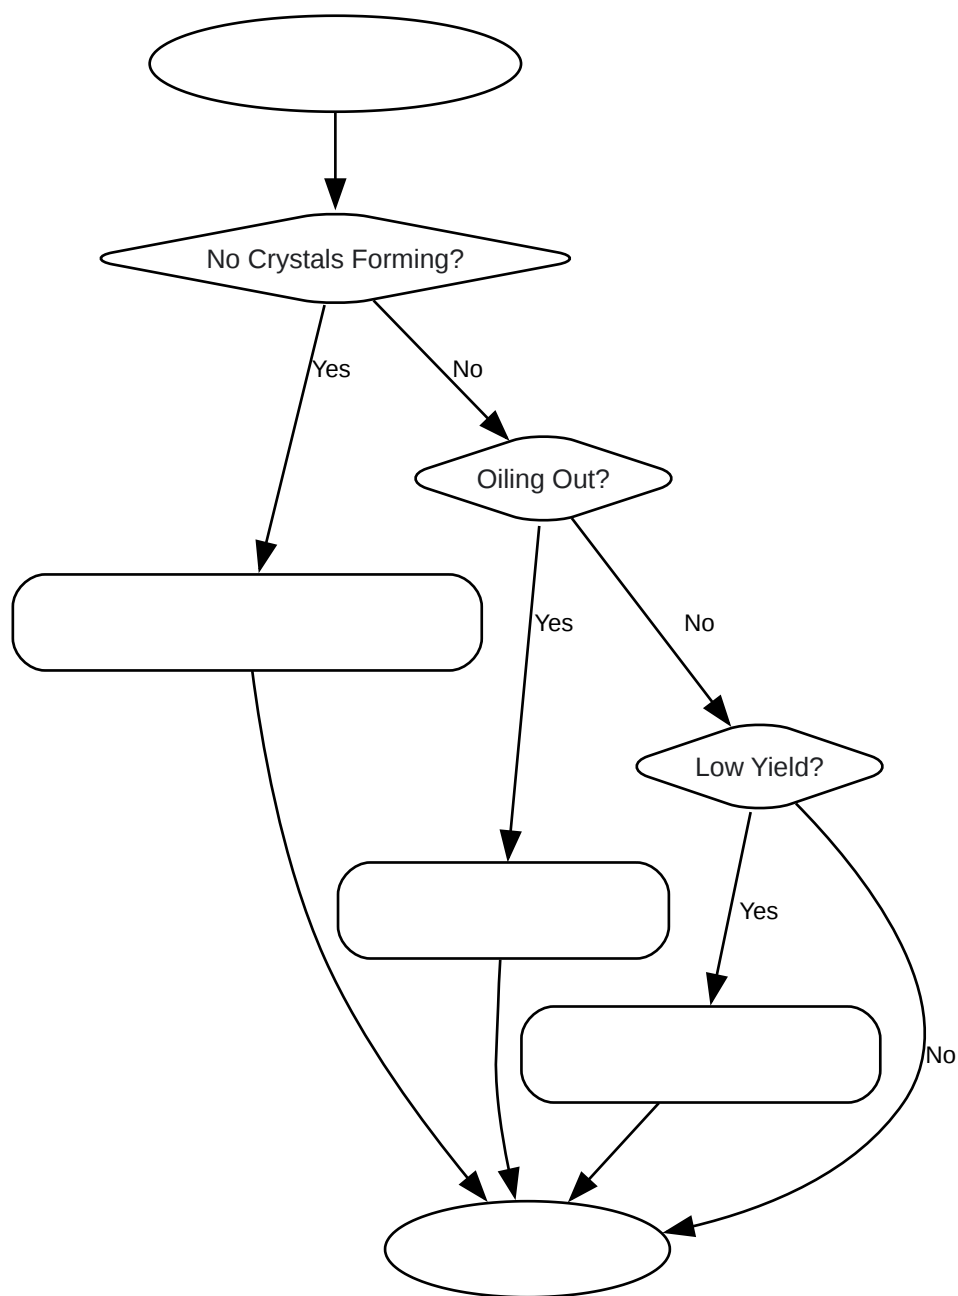 No Crystals Forming?
Yes
No
Oiling Out?
Yes
No
Low Yield?
Yes
No